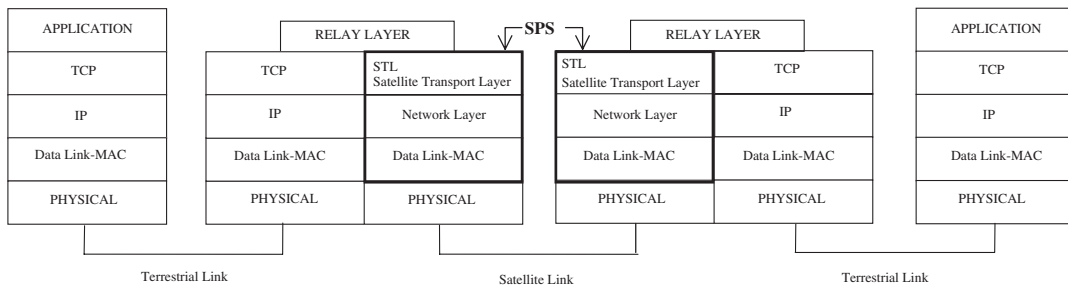 APPLICATION
TCP
IP
Data Link-MAC
PHYSICAL
RELAY LAYER
TCP
IP
Data Link-MAC
PHYSICAL
STL
Satellite Transport Layer
Network Layer
Data Link-MAC
PHYSICAL
SPS
RELAY LAYER
STL
Satellite Transport Layer
Network Layer
Data Link-MAC
PHYSICAL
TCP
IP
Data Link-MAC
PHYSICAL
APPLICATION
TCP
IP
Data Link-MAC
PHYSICAL
Terrestrial Link
Satellite Link
Terrestrial Link